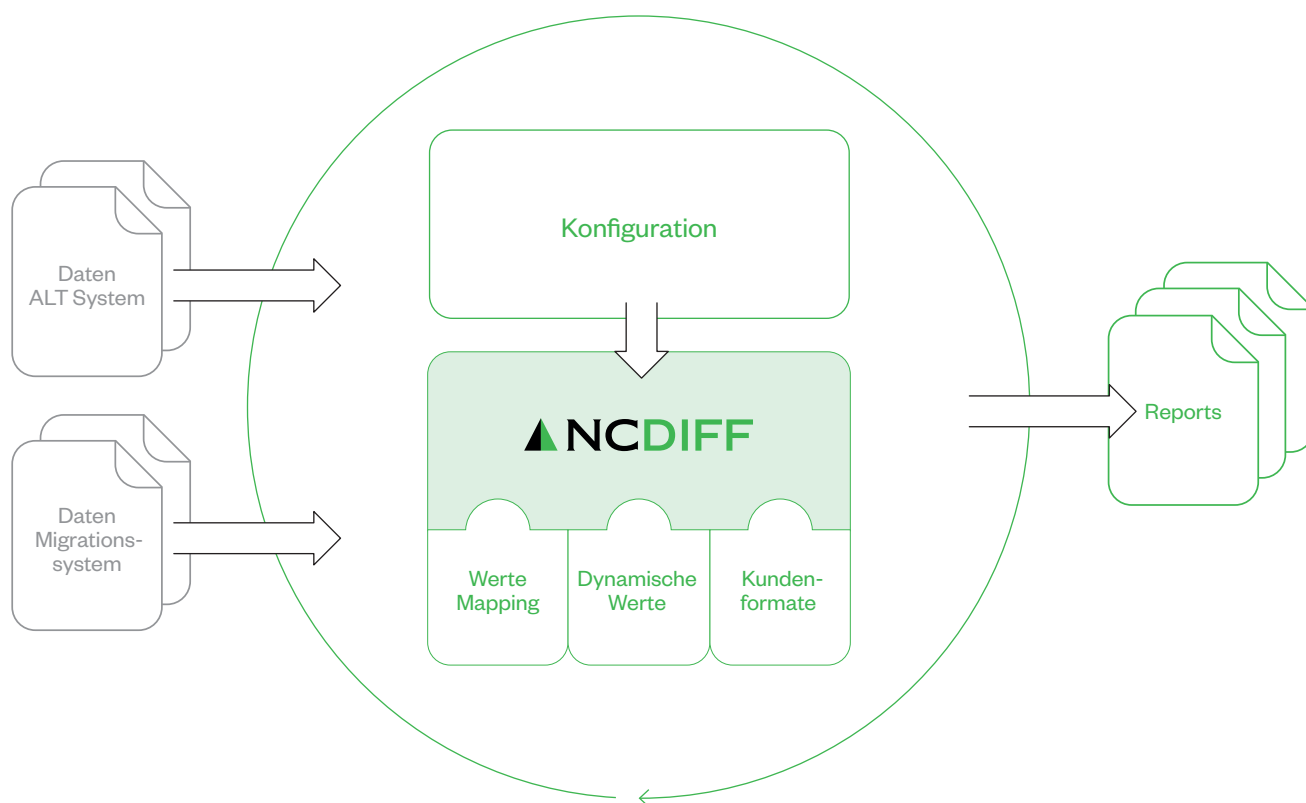 Konfiguration
Daten
ALT System
Daten
Migrations-
system
NCDIFF
Werte
Mapping
Dynamische
Werte
Kunden-
formate
Reports